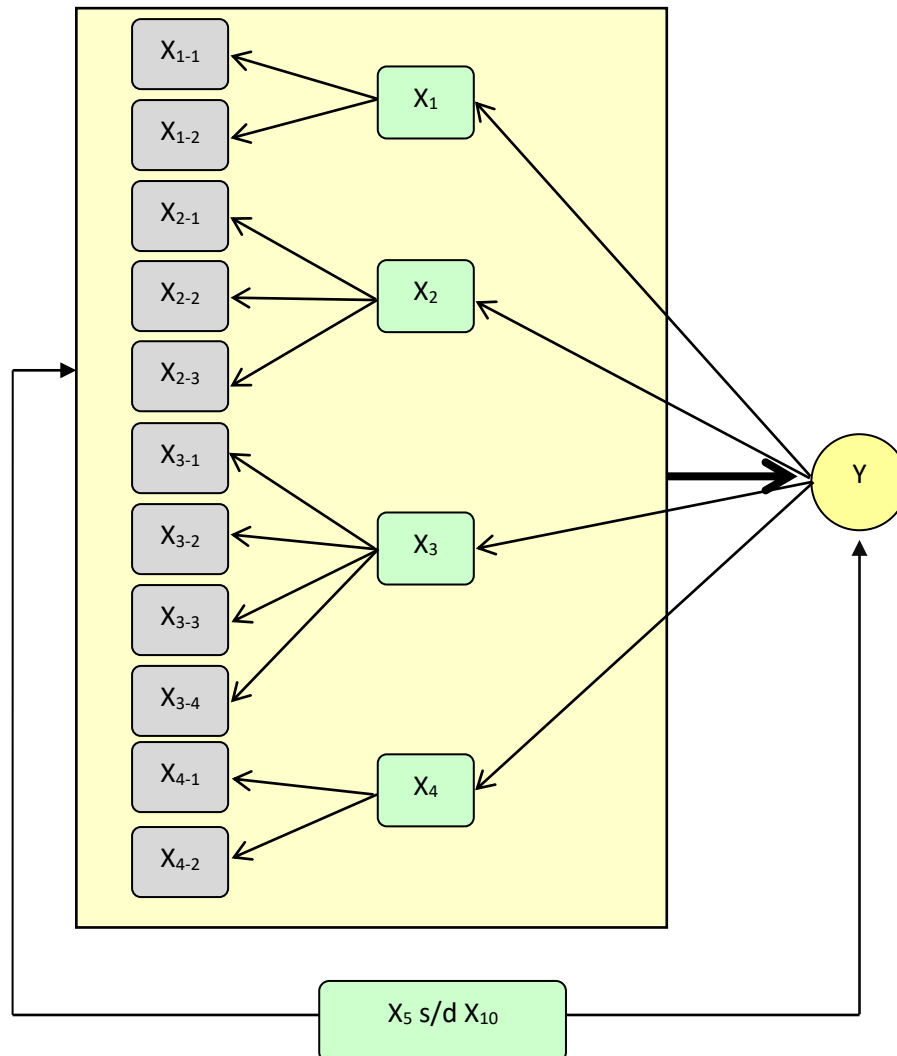 X₁₋₁
X₁
X₁₋₂
X₂₋₁
X₂₋₂
X₂
X₂₋₃
X₃₋₁
Y
X₃₋₂
X₃
X₃₋₃
X₃₋₄
X₄₋₁
X₄
X₄₋₂
X₅ s/d X₁₀